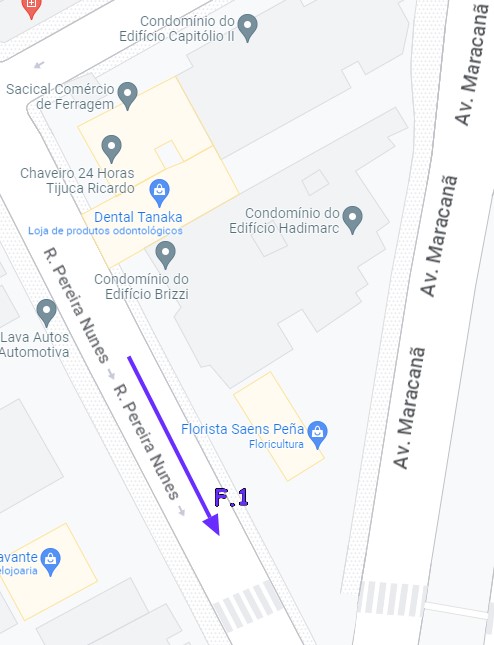 Condomínio do
Edifício Capitólio II
Av. Maracanã
Sacical Comércio
de Ferragem
Chaveiro 24 Horas
Tijuca Ricardo
Dental Tanaka
Loja de produtos odontológicos
Av. Maracanã
Condomínio do
Edifício Hadimarc
R. Pereira Nunes
Condomínio do
Edifício Brizzi
Lava Autos
Automotiva
Av. Maracanã
R. Pereira Nunes
Florista Saens Peña
Floricultura
F.1
avante
elojoaria